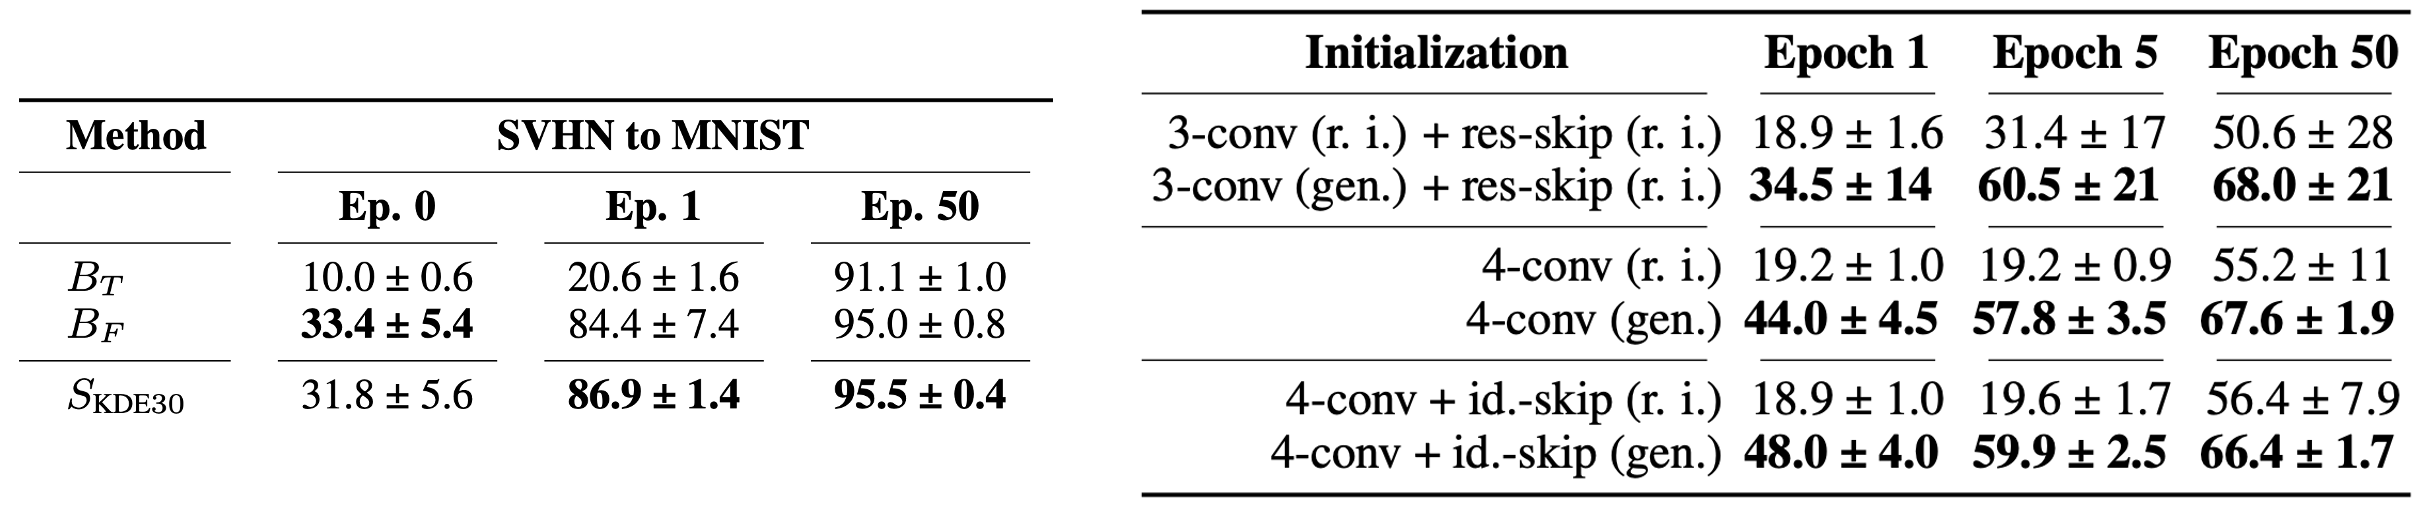 Method SVHN to MNIST
Ep. 0 Ep. 1 Ep. 50
B_T 10.0 ± 0.6 20.6 ± 1.6 91.1 ± 1.0
B_F 33.4 ± 5.4 84.4 ± 7.4 95.0 ± 0.8
S_KDE30 31.8 ± 5.6 86.9 ± 1.4 95.5 ± 0.4
Initialization Epoch 1 Epoch 5 Epoch 50
3-conv (r. i.) + res-skip (r. i.) 18.9 ± 1.6 31.4 ± 17 50.6 ± 28
3-conv (gen.) + res-skip (r. i.) 34.5 ± 14 60.5 ± 21 68.0 ± 21
4-conv (r. i.) 19.2 ± 1.0 19.2 ± 0.9 55.2 ± 11
4-conv (gen.) 44.0 ± 4.5 57.8 ± 3.5 67.6 ± 1.9
4-conv + id.-skip (r. i.) 18.9 ± 1.0 19.6 ± 1.7 56.4 ± 7.9
4-conv + id.-skip (gen.) 48.0 ± 4.0 59.9 ± 2.5 66.4 ± 1.7